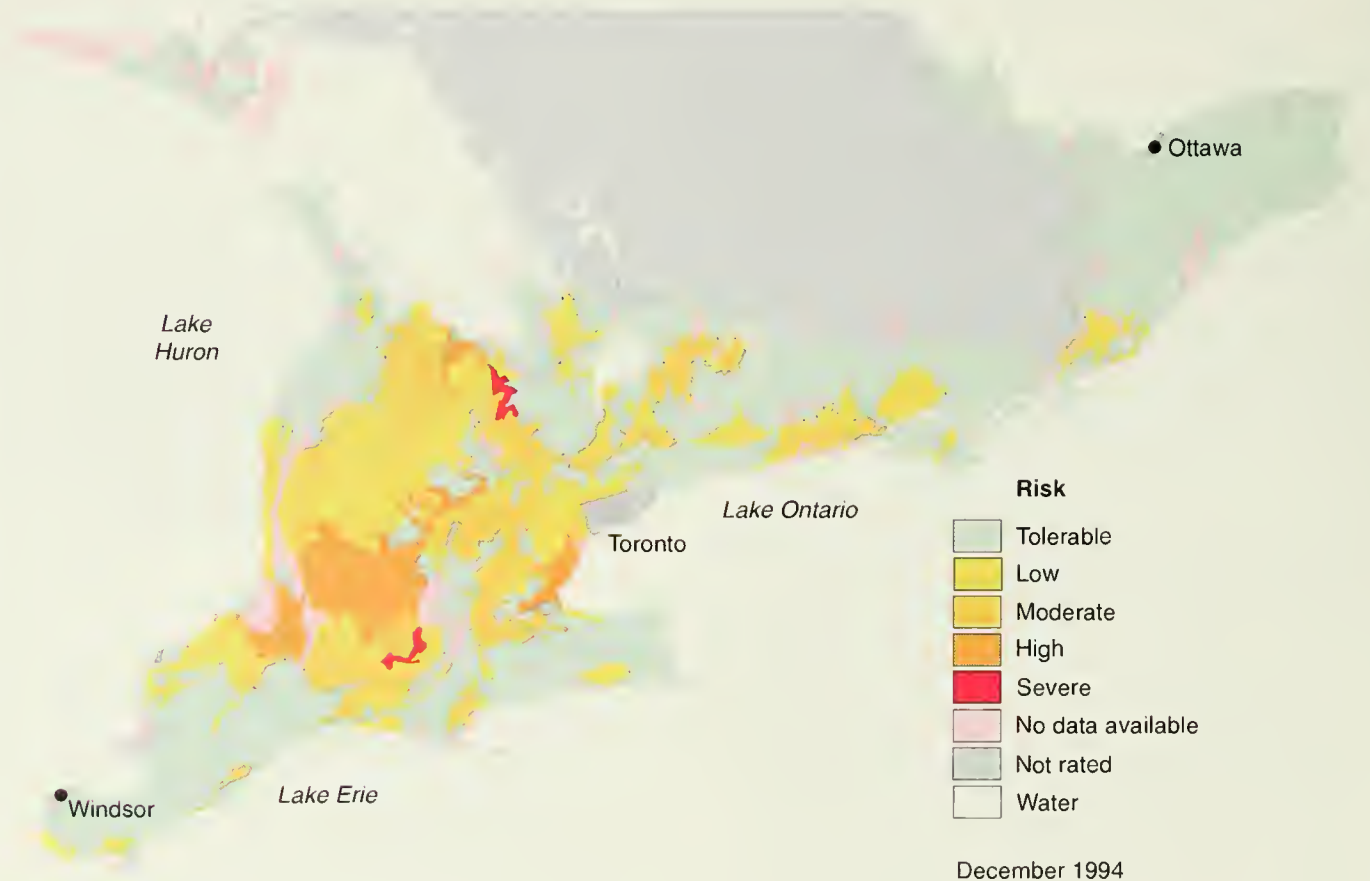 Ottawa
Lake
Huron
Lake Ontario
Toronto
Lake Erie
Windsor
Risk
Tolerable
Low
Moderate
High
Severe
No data available
Not rated
Water
December 1994